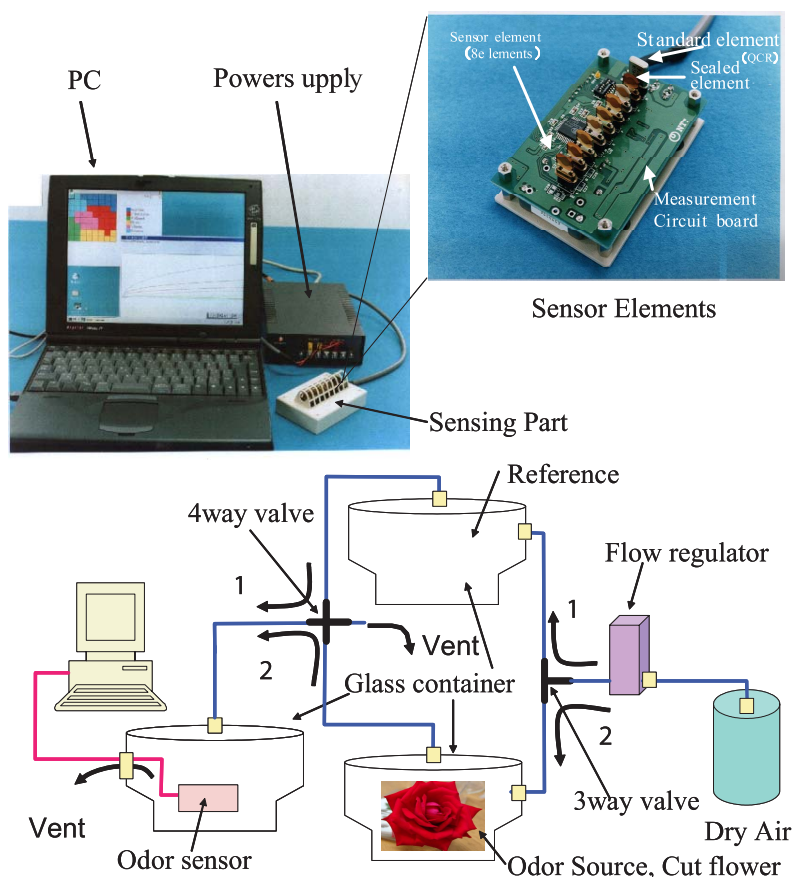 PC
Powers upply
Sensor element
(8e lements)
Standard element
(QCR)
Sealed
element
Measurement
Circuit board
Sensor Elements
Sensing Part
Reference
4way valve
Flow regulator
1
1
2
Vent
Glass container
2
3way valve
Vent
Odor sensor
Dry Air
Odor Source, Cut flower